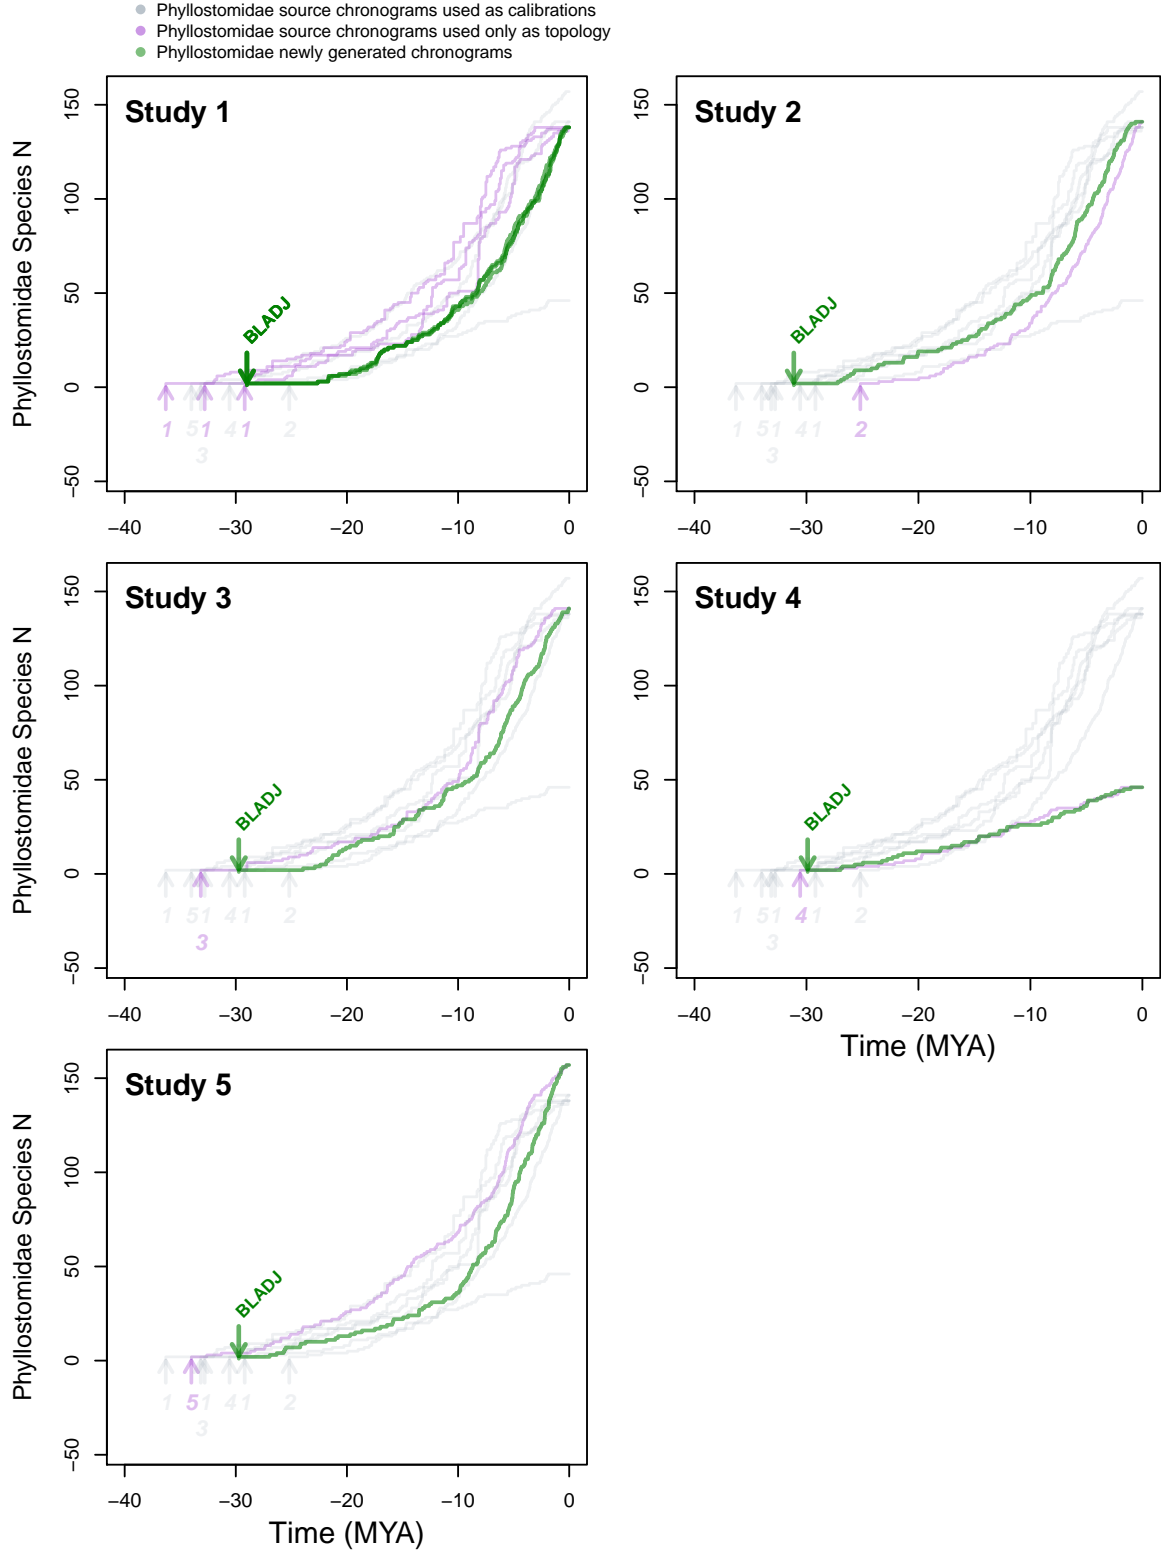 Phyllostomidae source chronograms used as calibrations
Phyllostomidae source chronograms used only as topology
Phyllostomidae newly generated chronograms
Study 1
Phyllostomidae Species N
150
100
50
0
−50
BLADJ
1 5 1 4 1 2
3
−40 −30 −20 −10 0
Study 2
150
100
50
0
−50
BLADJ
1 5 1 4 1 2
3
−40 −30 −20 −10 0
Study 3
Phyllostomidae Species N
150
100
50
0
−50
BLADJ
1 5 1 4 1 2
3
−40 −30 −20 −10 0
Study 4
150
100
50
0
−50
BLADJ
1 5 1 4 1 2
3
−40 −30 −20 −10 0
Time (MYA)
Study 5
Phyllostomidae Species N
150
100
50
0
−50
BLADJ
1 5 1 4 1 2
3
−40 −30 −20 −10 0
Time (MYA)